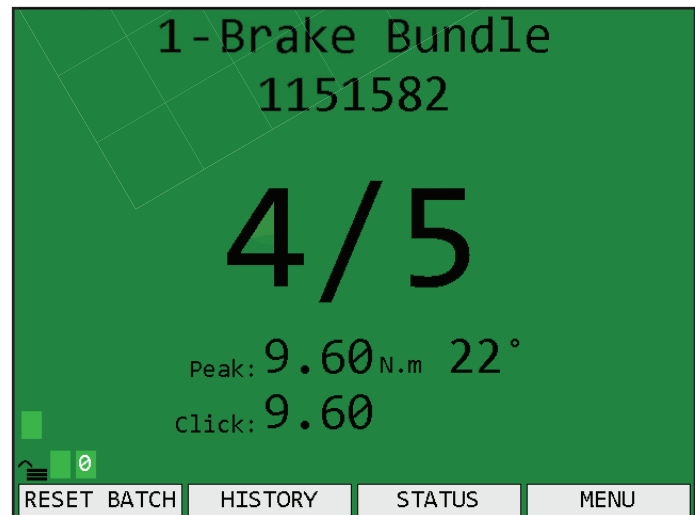 1-Brake Bundle
1151582
4/5
Peak: 9.60 N.m 22°
Click: 9.60
0
RESET BATCH HISTORY STATUS MENU